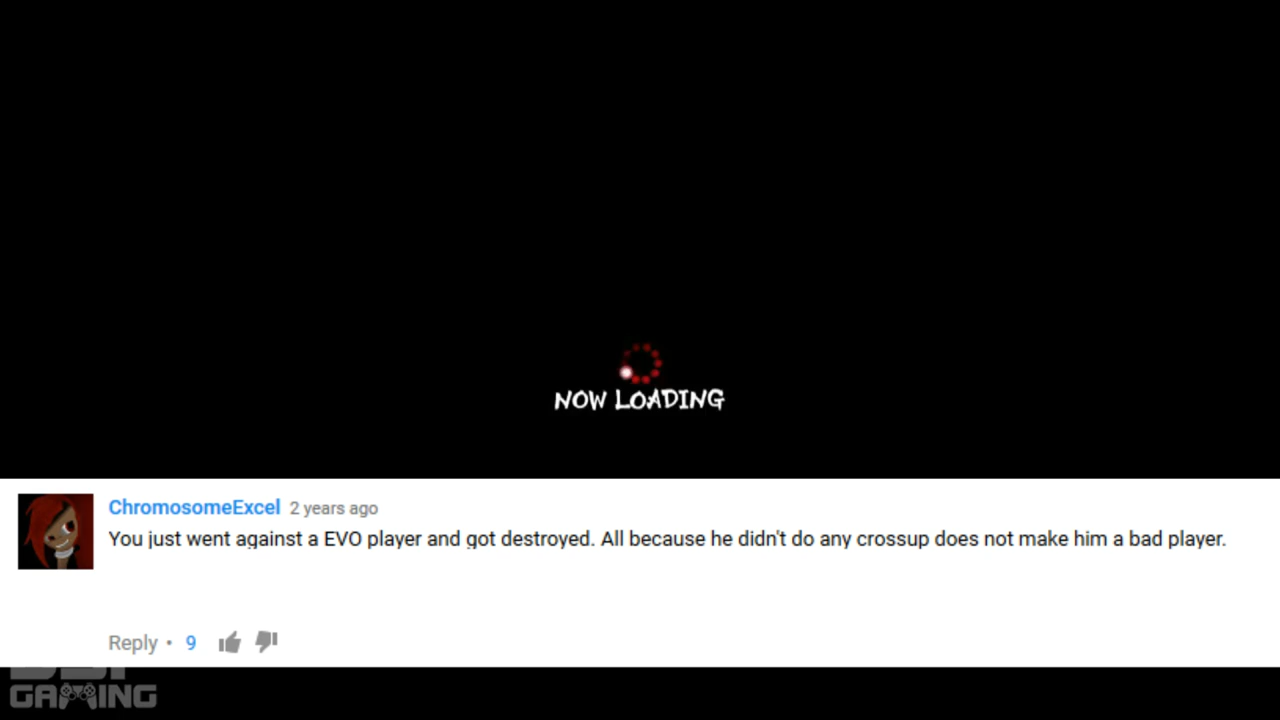 NOW LOADING
ChromosomeExcel 2 years ago
You just went against a EVO player and got destroyed. All because he didn't do any crossup does not make him a bad player.
Reply • 9
GAMING